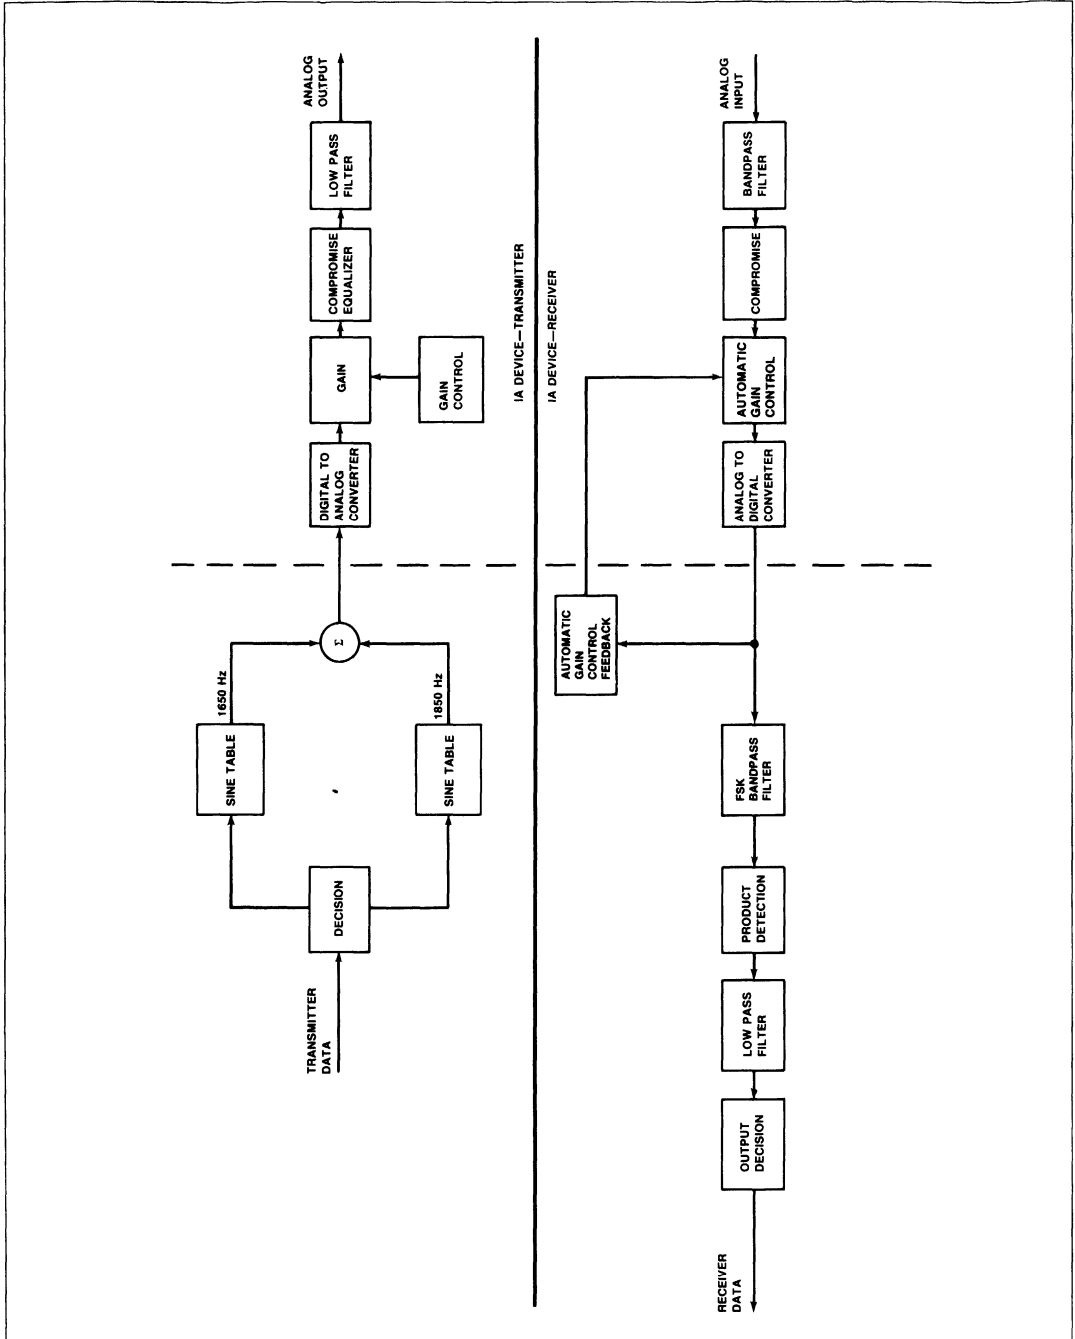 TRANSMITTER
DATA
DECISION
SINE TABLE
1650 Hz
SINE TABLE
1850 Hz
Σ
DIGITAL TO
ANALOG
CONVERTER
GAIN
GAIN
CONTROL
COMPROMISE
EQUALIZER
LOW PASS
FILTER
ANALOG
OUTPUT
IA DEVICE—TRANSMITTER
IA DEVICE—RECEIVER
RECEIVER
DATA
OUTPUT
DECISION
LOW PASS
FILTER
PRODUCT
DETECTION
FSK
BANDPASS
FILTER
AUTOMATIC
GAIN
CONTROL
FEEDBACK
ANALOG TO
DIGITAL
CONVERTER
AUTOMATIC
GAIN
CONTROL
COMPROMISE
BANDPASS
FILTER
ANALOG
INPUT